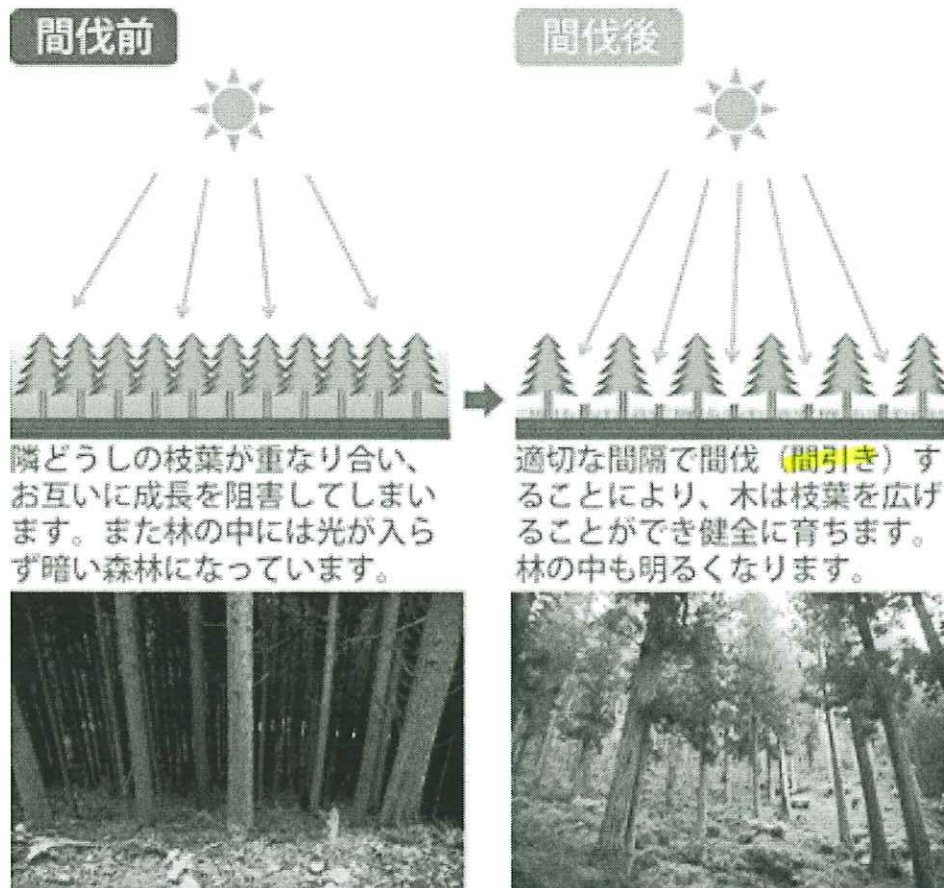 間伐前
隣どうしの枝葉が重なり合い、
お互いに成長を阻害してしまい
ます。また林の中には光が入ら
ず暗い森林になっています。
間伐後
適切な間隔で間伐（間引き）す
ることにより、木は枝葉を広げ
ることができ健全に育ちます。
林の中も明るくなります。